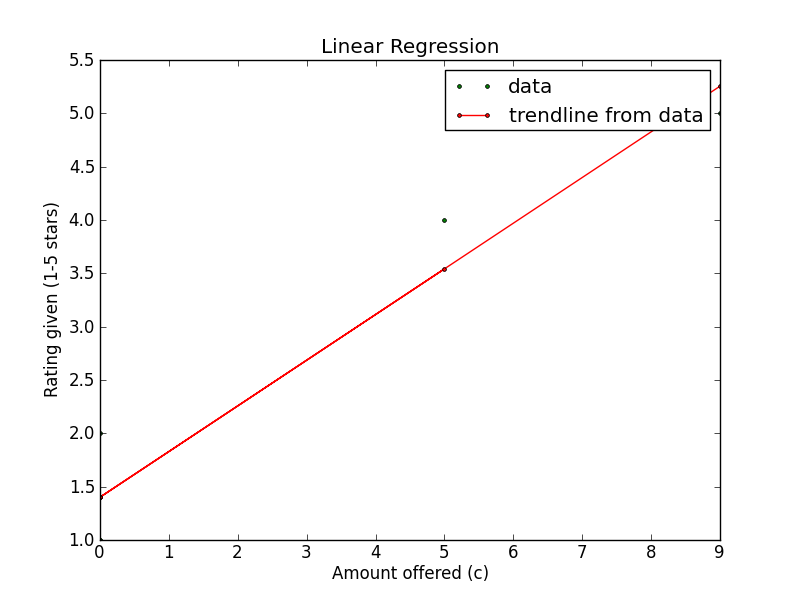 Linear Regression
data
trendline from data
5.5
5.0
4.5
4.0
3.5
3.0
2.5
2.0
1.5
1.0
Rating given (1-5 stars)
0 1 2 3 4 5 6 7 8 9
Amount offered (c)